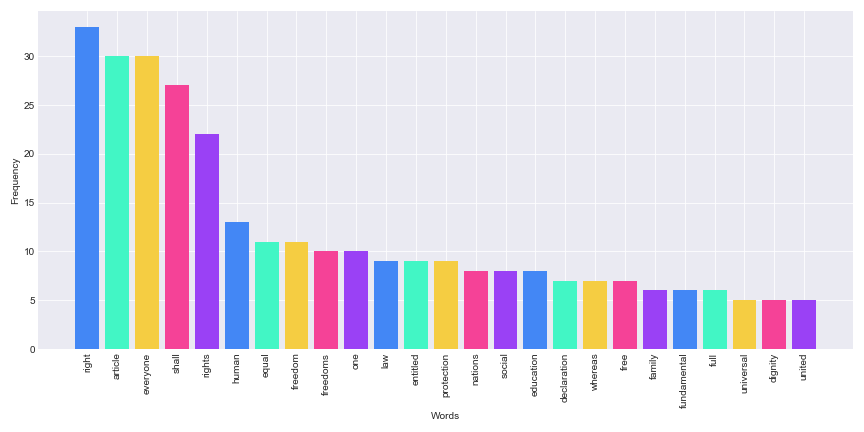 30
25
20
15
10
5
0
Frequency
right
article
everyone
shall
rights
human
equal
freedom
freedoms
one
law
entitled
protection
nations
social
education
declaration
whereas
free
family
fundamental
full
universal
dignity
united
Words